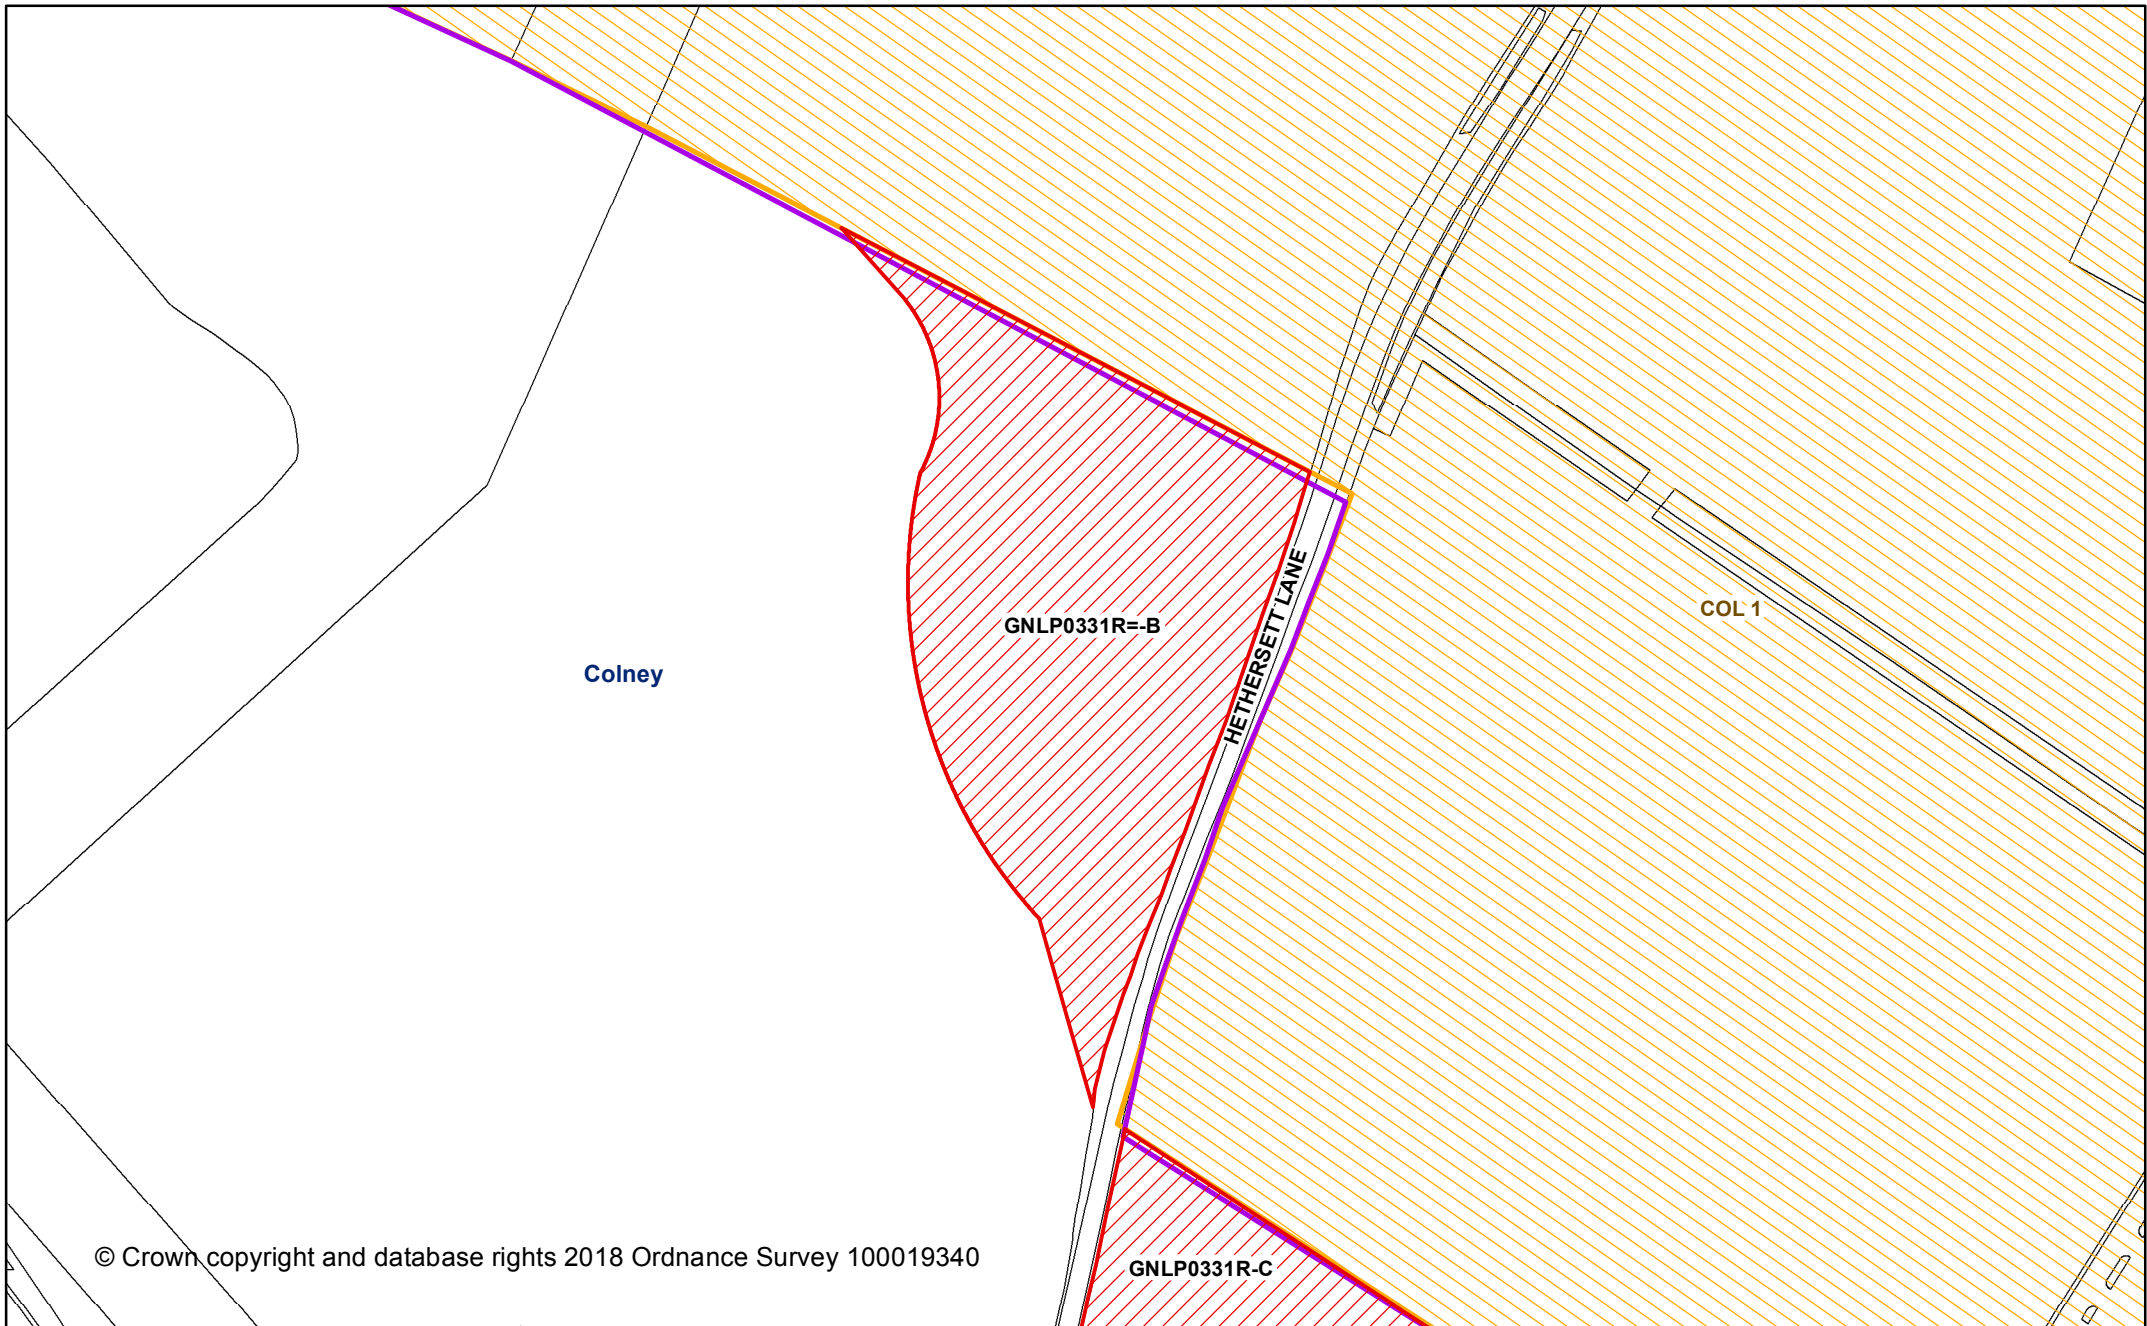 HETHERSETT LANE
COL 1
GNLP0331R=-B
Colney
© Crown copyright and database rights 2018 Ordnance Survey 100019340
GNLP0331R-C